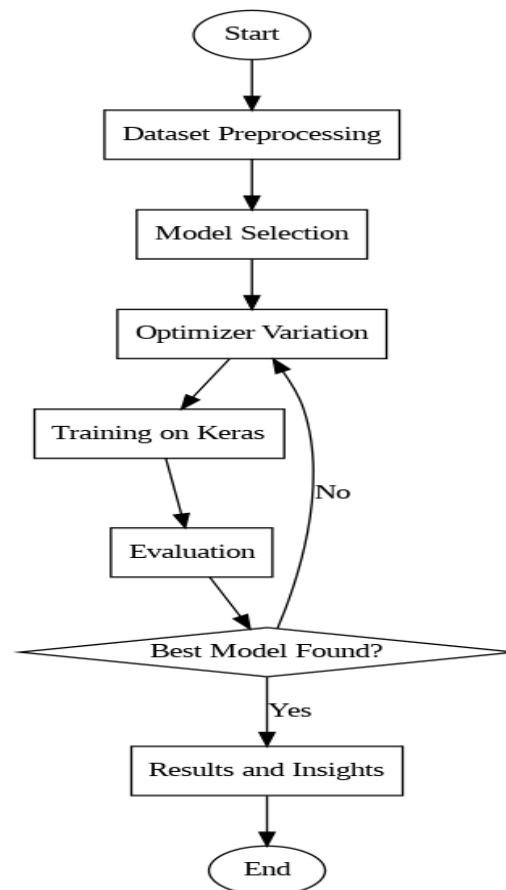 Start
Dataset Preprocessing
Model Selection
Optimizer Variation
Training on Keras
No
Evaluation
Best Model Found?
Yes
Results and Insights
End